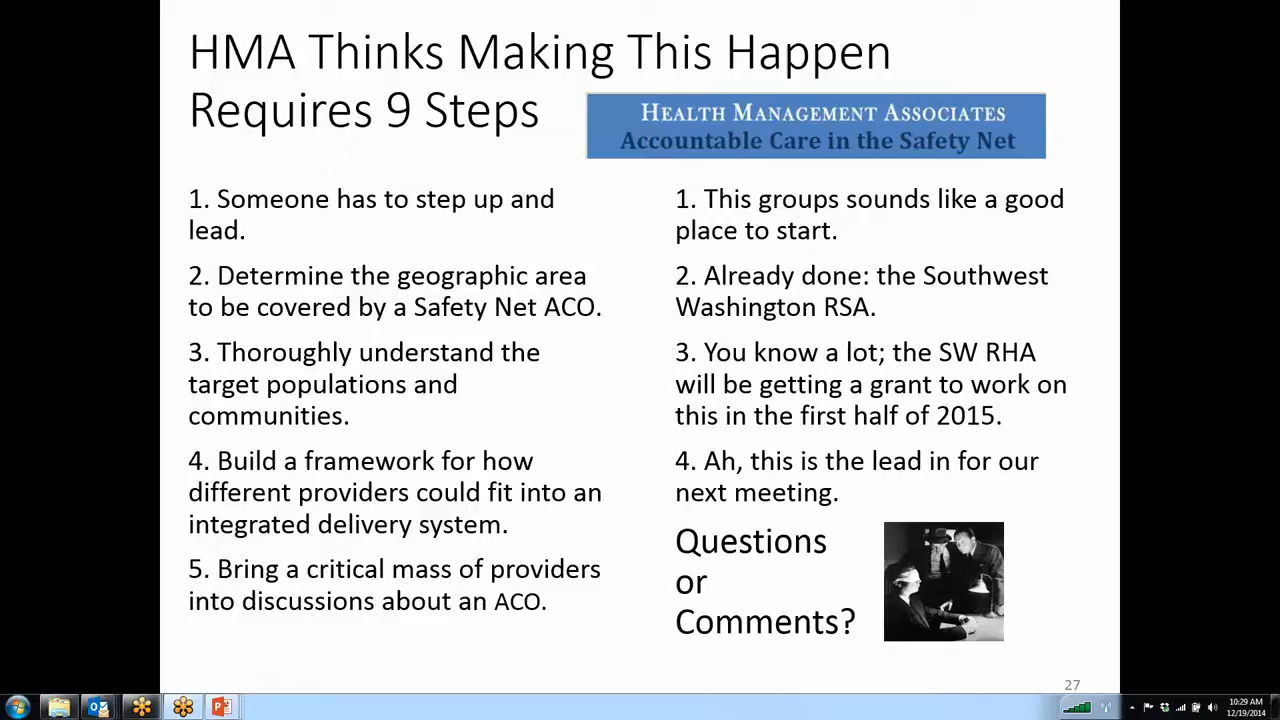 HMA Thinks Making This Happen
Requires 9 Steps
HEALTH MANAGEMENT ASSOCIATES
Accountable Care in the Safety Net
1. Someone has to step up and
lead.
2. Determine the geographic area
to be covered by a Safety Net ACO.
3. Thoroughly understand the
target populations and
communities.
4. Build a framework for how
different providers could fit into an
integrated delivery system.
5. Bring a critical mass of providers
into discussions about an ACO.
1. This groups sounds like a good
place to start.
2. Already done: the Southwest
Washington RSA.
3. You know a lot; the SW RHA
will be getting a grant to work on
this in the first half of 2015.
4. Ah, this is the lead in for our
next meeting.
Questions
or
Comments?
27
10:29 AM
12/19/2014